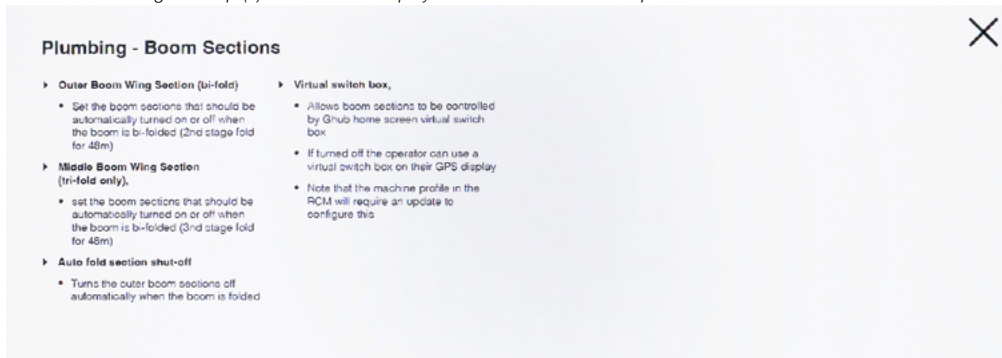 Plumbing - Boom Sections
Outer Boom Wing Section (bi-fold)
Set the boom sections that should be
automatically turned on or off when
the boom is bi-folded (2nd stage fold
for 48m)
Middle Boom Wing Section
(tri-fold only),
set the boom sections that should be
automatically turned on or off when
the boom is bi-folded (3nd stage fold
for 48m)
Auto fold section shut-off
Turns the outer boom sections off
automatically when the boom is folded
Virtual switch box,
Allows boom sections to be controlled
by Ghub home screen virtual switch
box
If turned off the operator can use a
virtual switch box on their GPS display
Note that the machine profile in the
RCM will require an update to
configure this